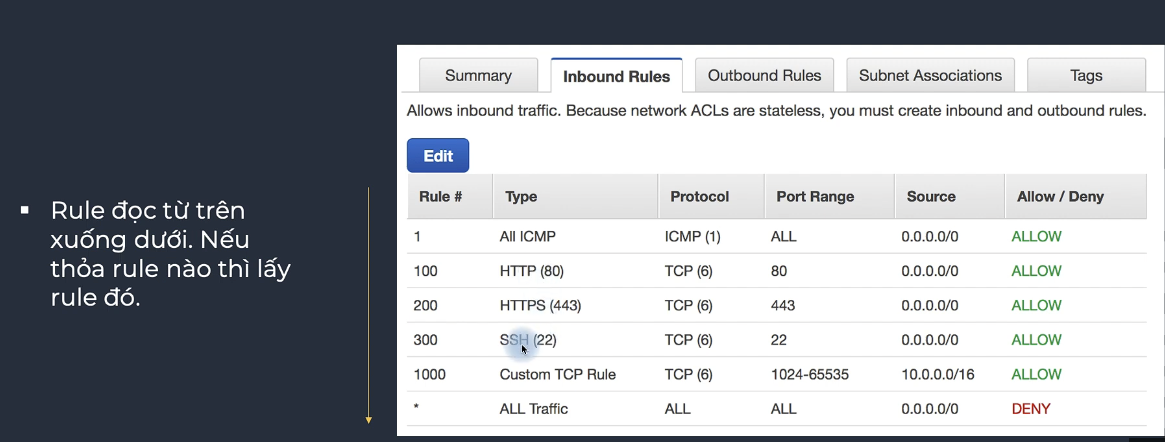 Summary Inbound Rules Outbound Rules Subnet Associations Tags
Allows inbound traffic. Because network ACLs are stateless, you must create inbound and outbound rules.
Edit
▪ Rule đọc từ trên
xuống dưới. Nếu
thỏa rule nào thì lấy
rule đó.
Rule # Type Protocol Port Range Source Allow / Deny
1 All ICMP ICMP (1) ALL 0.0.0.0/0 ALLOW
100 HTTP (80) TCP (6) 80 0.0.0.0/0 ALLOW
200 HTTPS (443) TCP (6) 443 0.0.0.0/0 ALLOW
300 SSH (22) TCP (6) 22 0.0.0.0/0 ALLOW
1000 Custom TCP Rule TCP (6) 1024-65535 10.0.0.0/16 ALLOW
* ALL Traffic ALL ALL 0.0.0.0/0 DENY